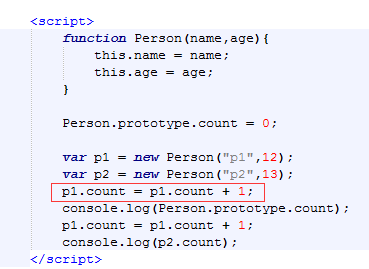 <script>
function Person(name,age){
this.name = name;
this.age = age;
}
Person.prototype.count = 0;
var p1 = new Person("p1",12);
var p2 = new Person("p2",13);
p1.count = p1.count + 1;
console.log(Person.prototype.count);
p1.count = p1.count + 1;
console.log(p2.count);
</script>